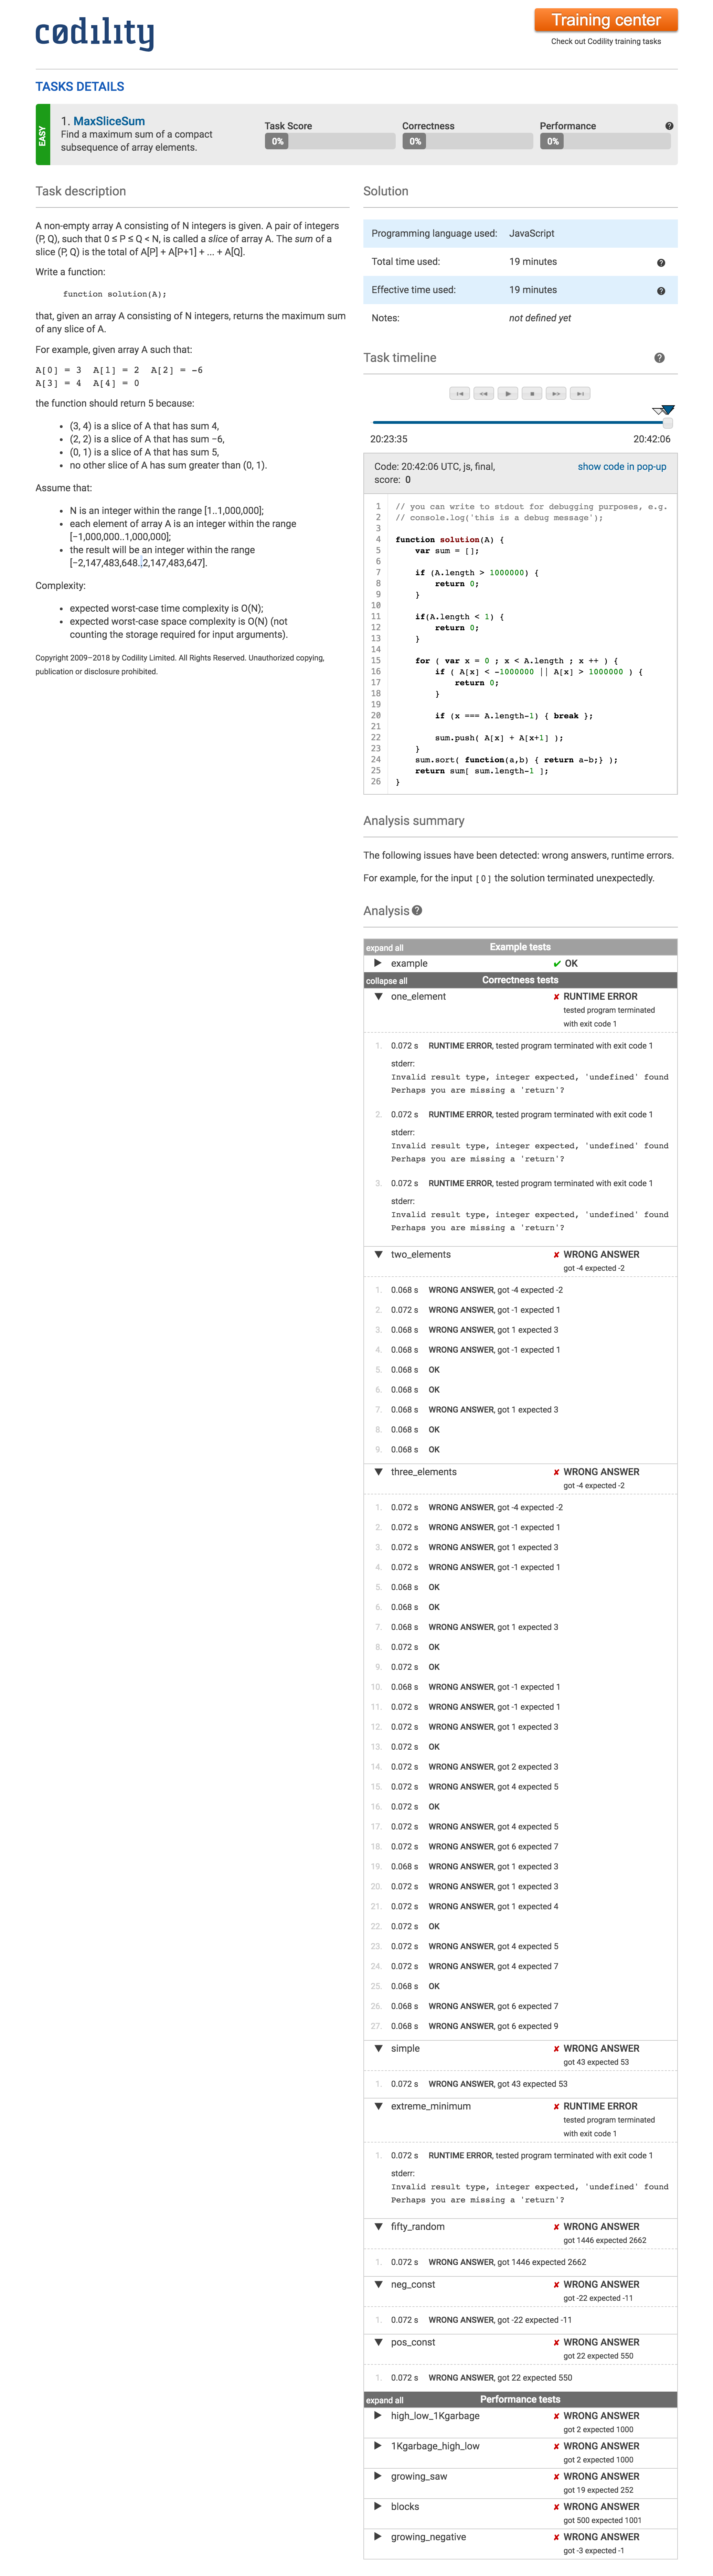 codility
Training center
Check out Codility training tasks
TASKS DETAILS
EASY
1. MaxSliceSum
Find a maximum sum of a compact
subsequence of array elements.
Task Score
0%
Correctness
0%
Performance
0%
Task description
A non-empty array A consisting of N integers is given. A pair of integers
(P, Q), such that 0 ≤ P ≤ Q < N, is called a slice of array A. The sum of a
slice (P, Q) is the total of A[P] + A[P+1] + ... + A[Q].
Write a function:
function solution(A);
that, given an array A consisting of N integers, returns the maximum sum
of any slice of A.
For example, given array A such that:
A[0] = 3 A[1] = 2 A[2] = -6
A[3] = 4 A[4] = 0
the function should return 5 because:
• (3, 4) is a slice of A that has sum 4,
• (2, 2) is a slice of A that has sum −6,
• (0, 1) is a slice of A that has sum 5,
• no other slice of A has sum greater than (0, 1).
Assume that:
• N is an integer within the range [1..1,000,000];
• each element of array A is an integer within the range
[−1,000,000..1,000,000];
• the result will be an integer within the range
[−2,147,483,648..2,147,483,647].
Complexity:
• expected worst-case time complexity is O(N);
• expected worst-case space complexity is O(N) (not
counting the storage required for input arguments).
Copyright 2009–2018 by Codility Limited. All Rights Reserved. Unauthorized copying,
publication or disclosure prohibited.
Solution
Programming language used: JavaScript
Total time used: 19 minutes
Effective time used: 19 minutes
Notes: not defined yet
Task timeline
20:23:35 20:42:06
Code: 20:42:06 UTC, js, final,
score: 0
show code in pop-up
1 // you can write to stdout for debugging purposes, e.g.
2 // console.log('this is a debug message');
3
4 function solution(A) {
5 var sum = [];
6
7 if (A.length > 1000000) {
8 return 0;
9 }
10
11 if(A.length < 1) {
12 return 0;
13 }
14
15 for ( var x = 0 ; x < A.length ; x ++ ) {
16 if ( A[x] < -1000000 || A[x] > 1000000 ) {
17 return 0;
18 }
19
20 if (x === A.length-1) { break };
21
22 sum.push( A[x] + A[x+1] );
23 }
24 sum.sort( function(a,b) { return a-b;} );
25 return sum[ sum.length-1 ];
26 }
Analysis summary
The following issues have been detected: wrong answers, runtime errors.
For example, for the input [0] the solution terminated unexpectedly.
Analysis
expand all Example tests
example ✔ OK
collapse all Correctness tests
one_element ✘ RUNTIME ERROR
tested program terminated
with exit code 1
1. 0.072 s RUNTIME ERROR, tested program terminated with exit code 1
stderr:
Invalid result type, integer expected, 'undefined' found
Perhaps you are missing a 'return'?
2. 0.072 s RUNTIME ERROR, tested program terminated with exit code 1
stderr:
Invalid result type, integer expected, 'undefined' found
Perhaps you are missing a 'return'?
3. 0.072 s RUNTIME ERROR, tested program terminated with exit code 1
stderr:
Invalid result type, integer expected, 'undefined' found
Perhaps you are missing a 'return'?
two_elements ✘ WRONG ANSWER
got -4 expected -2
1. 0.068 s WRONG ANSWER, got -4 expected -2
2. 0.072 s WRONG ANSWER, got -1 expected 1
3. 0.068 s WRONG ANSWER, got 1 expected 3
4. 0.068 s WRONG ANSWER, got -1 expected 1
5. 0.068 s OK
6. 0.068 s OK
7. 0.068 s WRONG ANSWER, got 1 expected 3
8. 0.068 s OK
9. 0.068 s OK
three_elements ✘ WRONG ANSWER
got -4 expected -2
1. 0.072 s WRONG ANSWER, got -4 expected -2
2. 0.072 s WRONG ANSWER, got -1 expected 1
3. 0.072 s WRONG ANSWER, got 1 expected 3
4. 0.072 s WRONG ANSWER, got -1 expected 1
5. 0.068 s OK
6. 0.068 s OK
7. 0.068 s WRONG ANSWER, got 1 expected 3
8. 0.072 s OK
9. 0.072 s OK
10. 0.068 s WRONG ANSWER, got -1 expected 1
11. 0.072 s WRONG ANSWER, got -1 expected 1
12. 0.072 s WRONG ANSWER, got 1 expected 3
13. 0.072 s OK
14. 0.072 s WRONG ANSWER, got 2 expected 3
15. 0.072 s WRONG ANSWER, got 4 expected 5
16. 0.072 s OK
17. 0.072 s WRONG ANSWER, got 4 expected 5
18. 0.072 s WRONG ANSWER, got 6 expected 7
19. 0.068 s WRONG ANSWER, got 1 expected 3
20. 0.072 s WRONG ANSWER, got 1 expected 3
21. 0.072 s WRONG ANSWER, got 1 expected 4
22. 0.072 s OK
23. 0.072 s WRONG ANSWER, got 4 expected 5
24. 0.072 s WRONG ANSWER, got 4 expected 7
25. 0.068 s OK
26. 0.068 s WRONG ANSWER, got 6 expected 7
27. 0.068 s WRONG ANSWER, got 6 expected 9
simple ✘ WRONG ANSWER
got 43 expected 53
1. 0.072 s WRONG ANSWER, got 43 expected 53
extreme_minimum ✘ RUNTIME ERROR
tested program terminated
with exit code 1
1. 0.072 s RUNTIME ERROR, tested program terminated with exit code 1
stderr:
Invalid result type, integer expected, 'undefined' found
Perhaps you are missing a 'return'?
fifty_random ✘ WRONG ANSWER
got 1446 expected 2662
1. 0.072 s WRONG ANSWER, got 1446 expected 2662
neg_const ✘ WRONG ANSWER
got -22 expected -11
1. 0.072 s WRONG ANSWER, got -22 expected -11
pos_const ✘ WRONG ANSWER
got 22 expected 550
1. 0.072 s WRONG ANSWER, got 22 expected 550
expand all Performance tests
high_low_1Kgarbage ✘ WRONG ANSWER
got 2 expected 1000
1Kgarbage_high_low ✘ WRONG ANSWER
got 2 expected 1000
growing_saw ✘ WRONG ANSWER
got 19 expected 252
blocks ✘ WRONG ANSWER
got 500 expected 1001
growing_negative ✘ WRONG ANSWER
got -3 expected -1